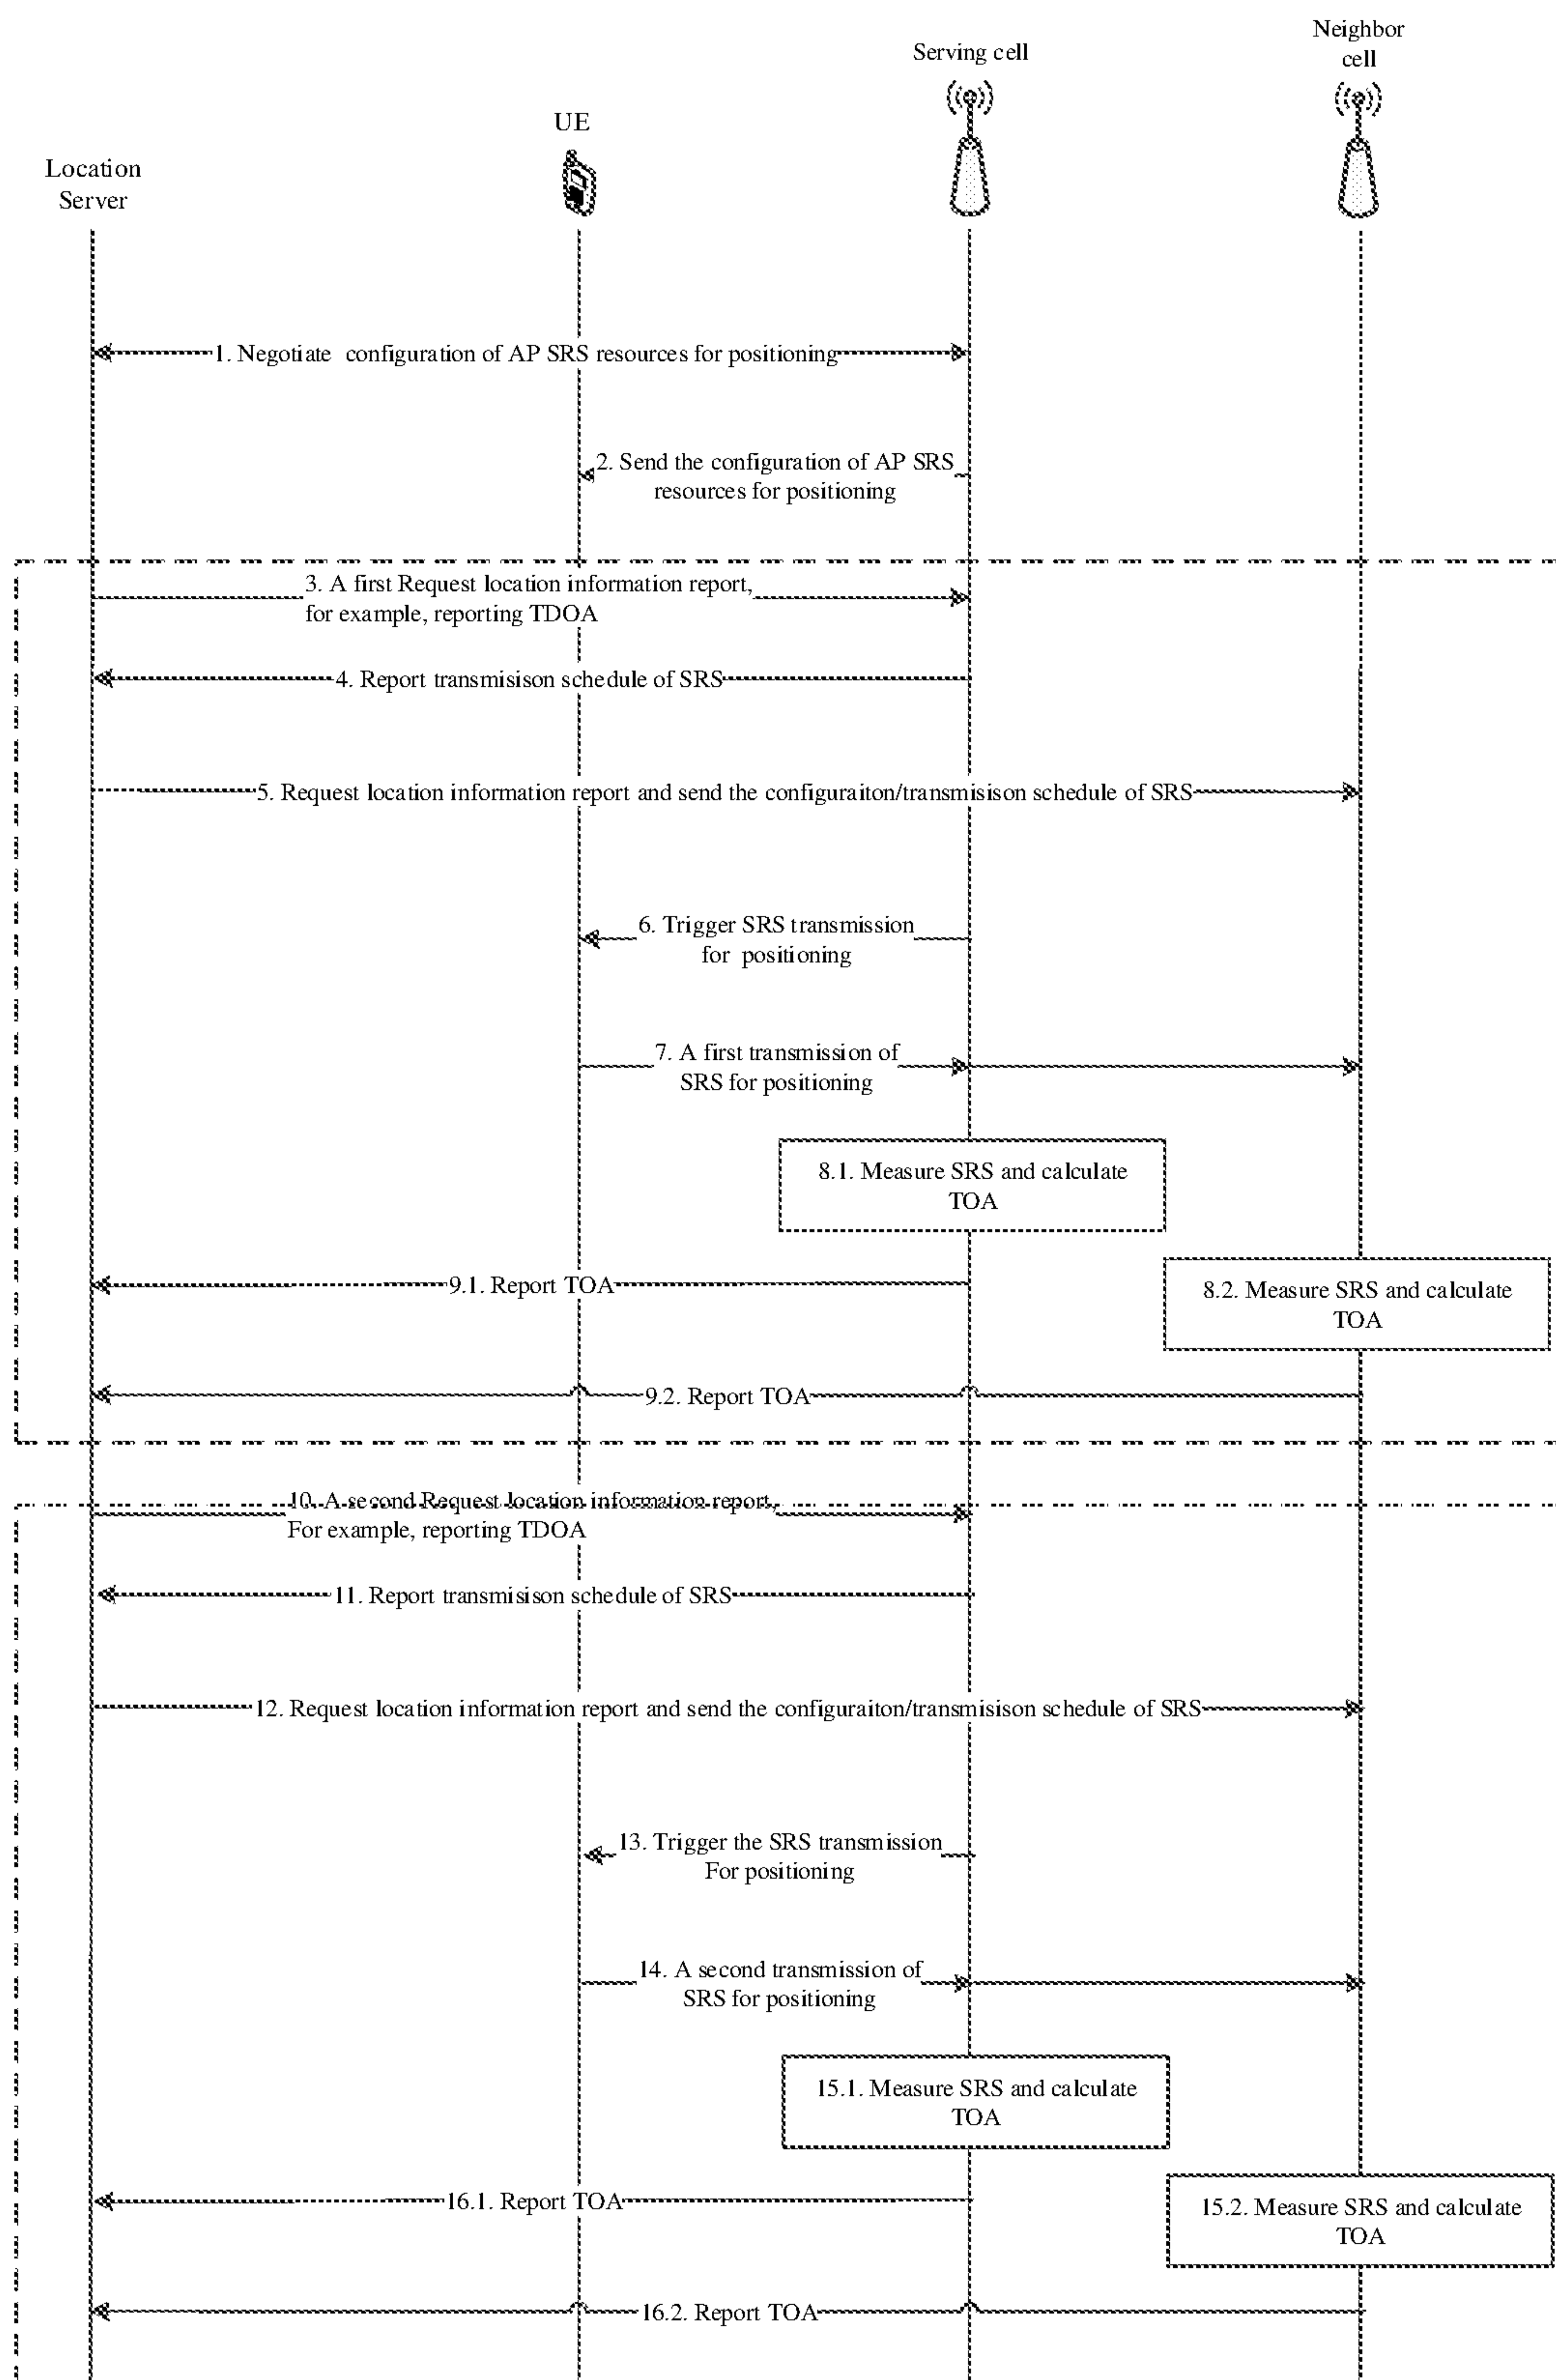 Neighbor
cell
Serving cell
UE
Location
Server
1. Negotiate configuration of AP SRS resources for positioning
2. Send the configuration of AP SRS
resources for positioning
3. A first Request location information report,
for example, reporting TDOA
4. Report transmisison schedule of SRS
5. Request location information report and send the configuraiton/transmisison schedule of SRS
6. Trigger SRS transmission
for positioning
7. A first transmission of
SRS for positioning
8.1. Measure SRS and calculate
TOA
9.1. Report TOA
8.2. Measure SRS and calculate
TOA
9.2. Report TOA
10. A second Request location information report,
For example, reporting TDOA
11. Report transmisison schedule of SRS
12. Request location information report and send the configuraiton/transmisison schedule of SRS
13. Trigger the SRS transmission
For positioning
14. A second transmission of
SRS for positioning
15.1. Measure SRS and calculate
TOA
16.1. Report TOA
15.2. Measure SRS and calculate
TOA
16.2. Report TOA